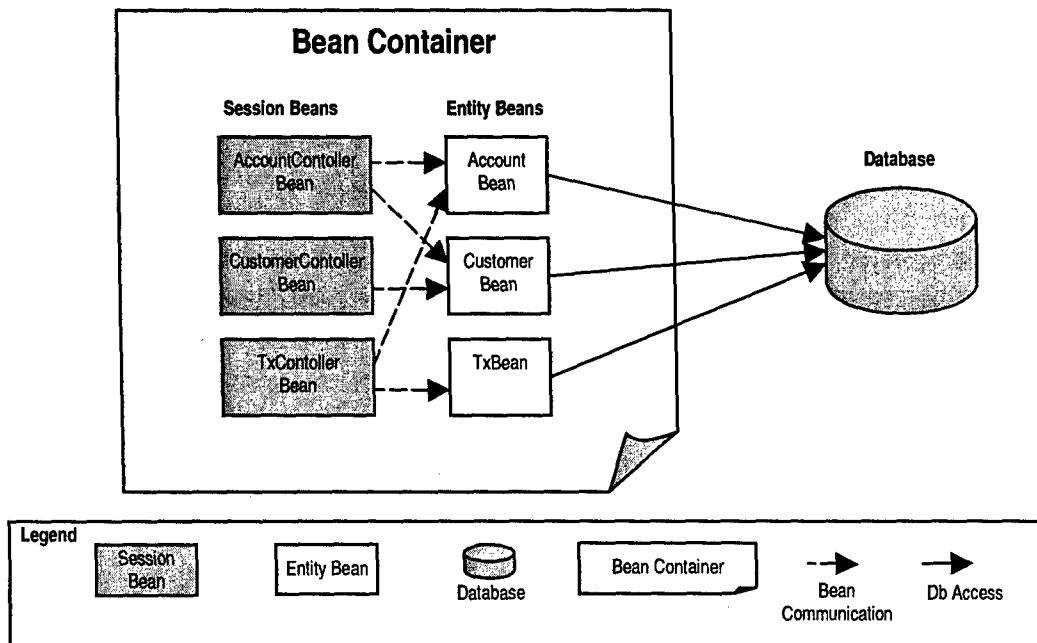 Bean Container
Session Beans
Entity Beans
AccountContoller
Bean
Account
Bean
Database
CustomerContoller
Bean
Customer
Bean
TxContoller
Bean
TxBean
Legend
Session
Bean
Entity Bean
Database
Bean Container
Bean
Communication
Db Access